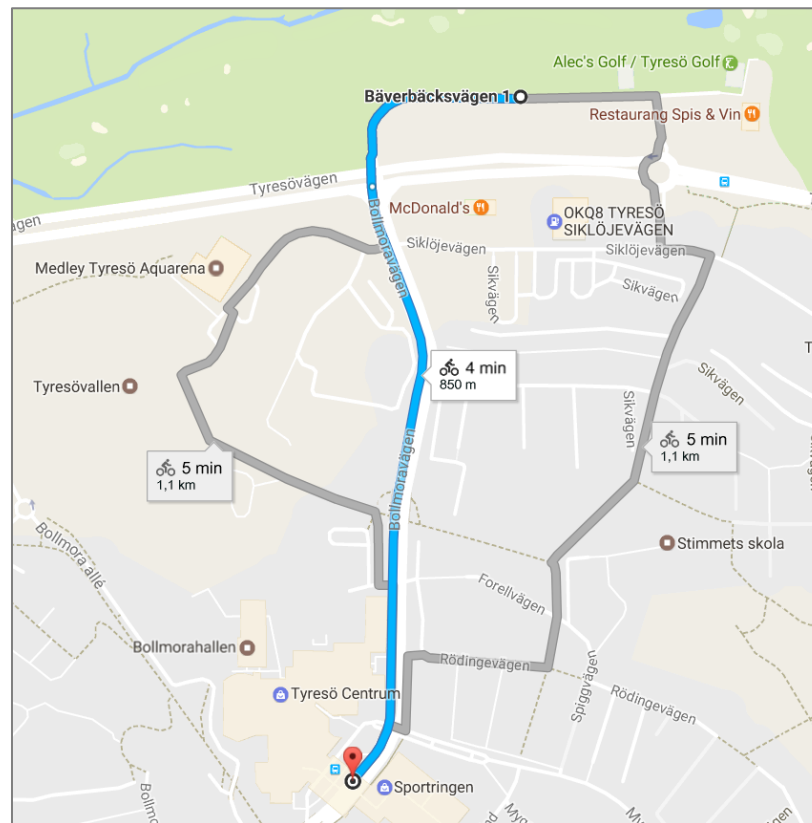 Alec's Golf / Tyresö Golf
Bäverbäcksvägen 1
Restaurang Spis & Vin
Tyresövägen
McDonald's
OKQ8 TYRESÖ
SIKLÖJEVÄGEN
Bollmoravägen
Siklöjevägen
Siklöjevägen
Medley Tyresö Aquarena
Sikvägen
Sikvägen
4 min
850 m
Tyresövallen
Sikvägen
Sikvägen
5 min
1,1 km
5 min
1,1 km
Bollmoravägen
Bollmora allé
Stimmets skola
Forellvägen
Bollmorahallen
Rödingevägen
Spiggvägen
Tyresö Centrum
Rödingevägen
Sportringen